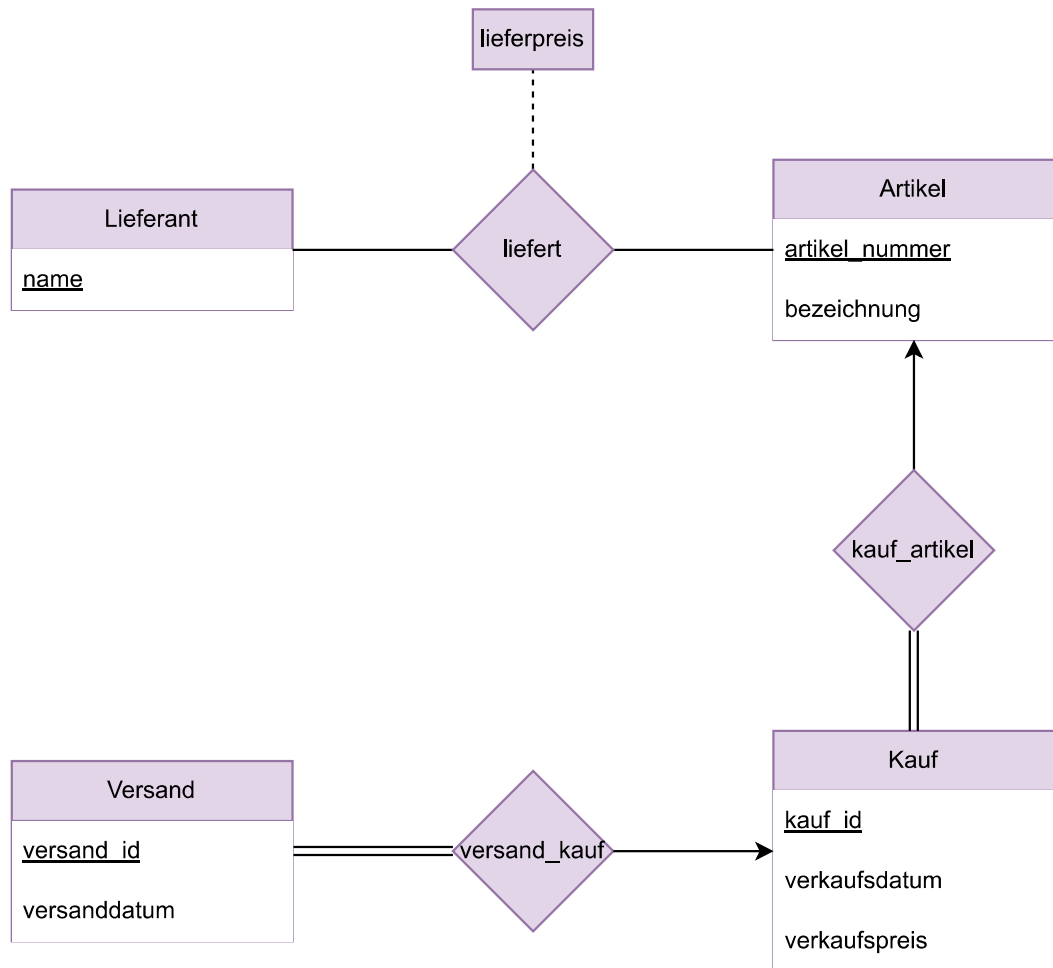 lieferpreis
Lieferant
name
liefert
Artikel
artikel_nummer
bezeichnung
kauf_artikel
Versand
versand_id
versanddatum
versand_kauf
Kauf
kauf_id
verkaufsdatum
verkaufspreis